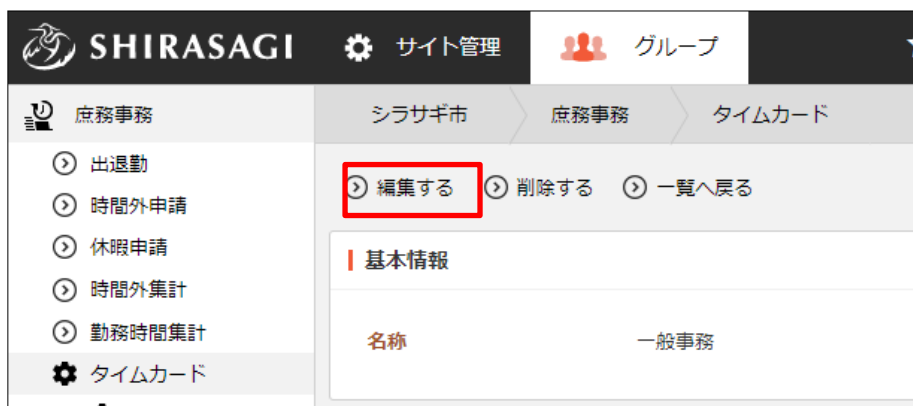 SHIRASAGI サイト管理 グループ
庶務事務 シラサギ市 庶務事務 タイムカード
出退勤
時間外申請
休暇申請
時間外集計
勤務時間集計
タイムカード
編集する 削除する 一覧へ戻る
基本情報
名称 一般事務